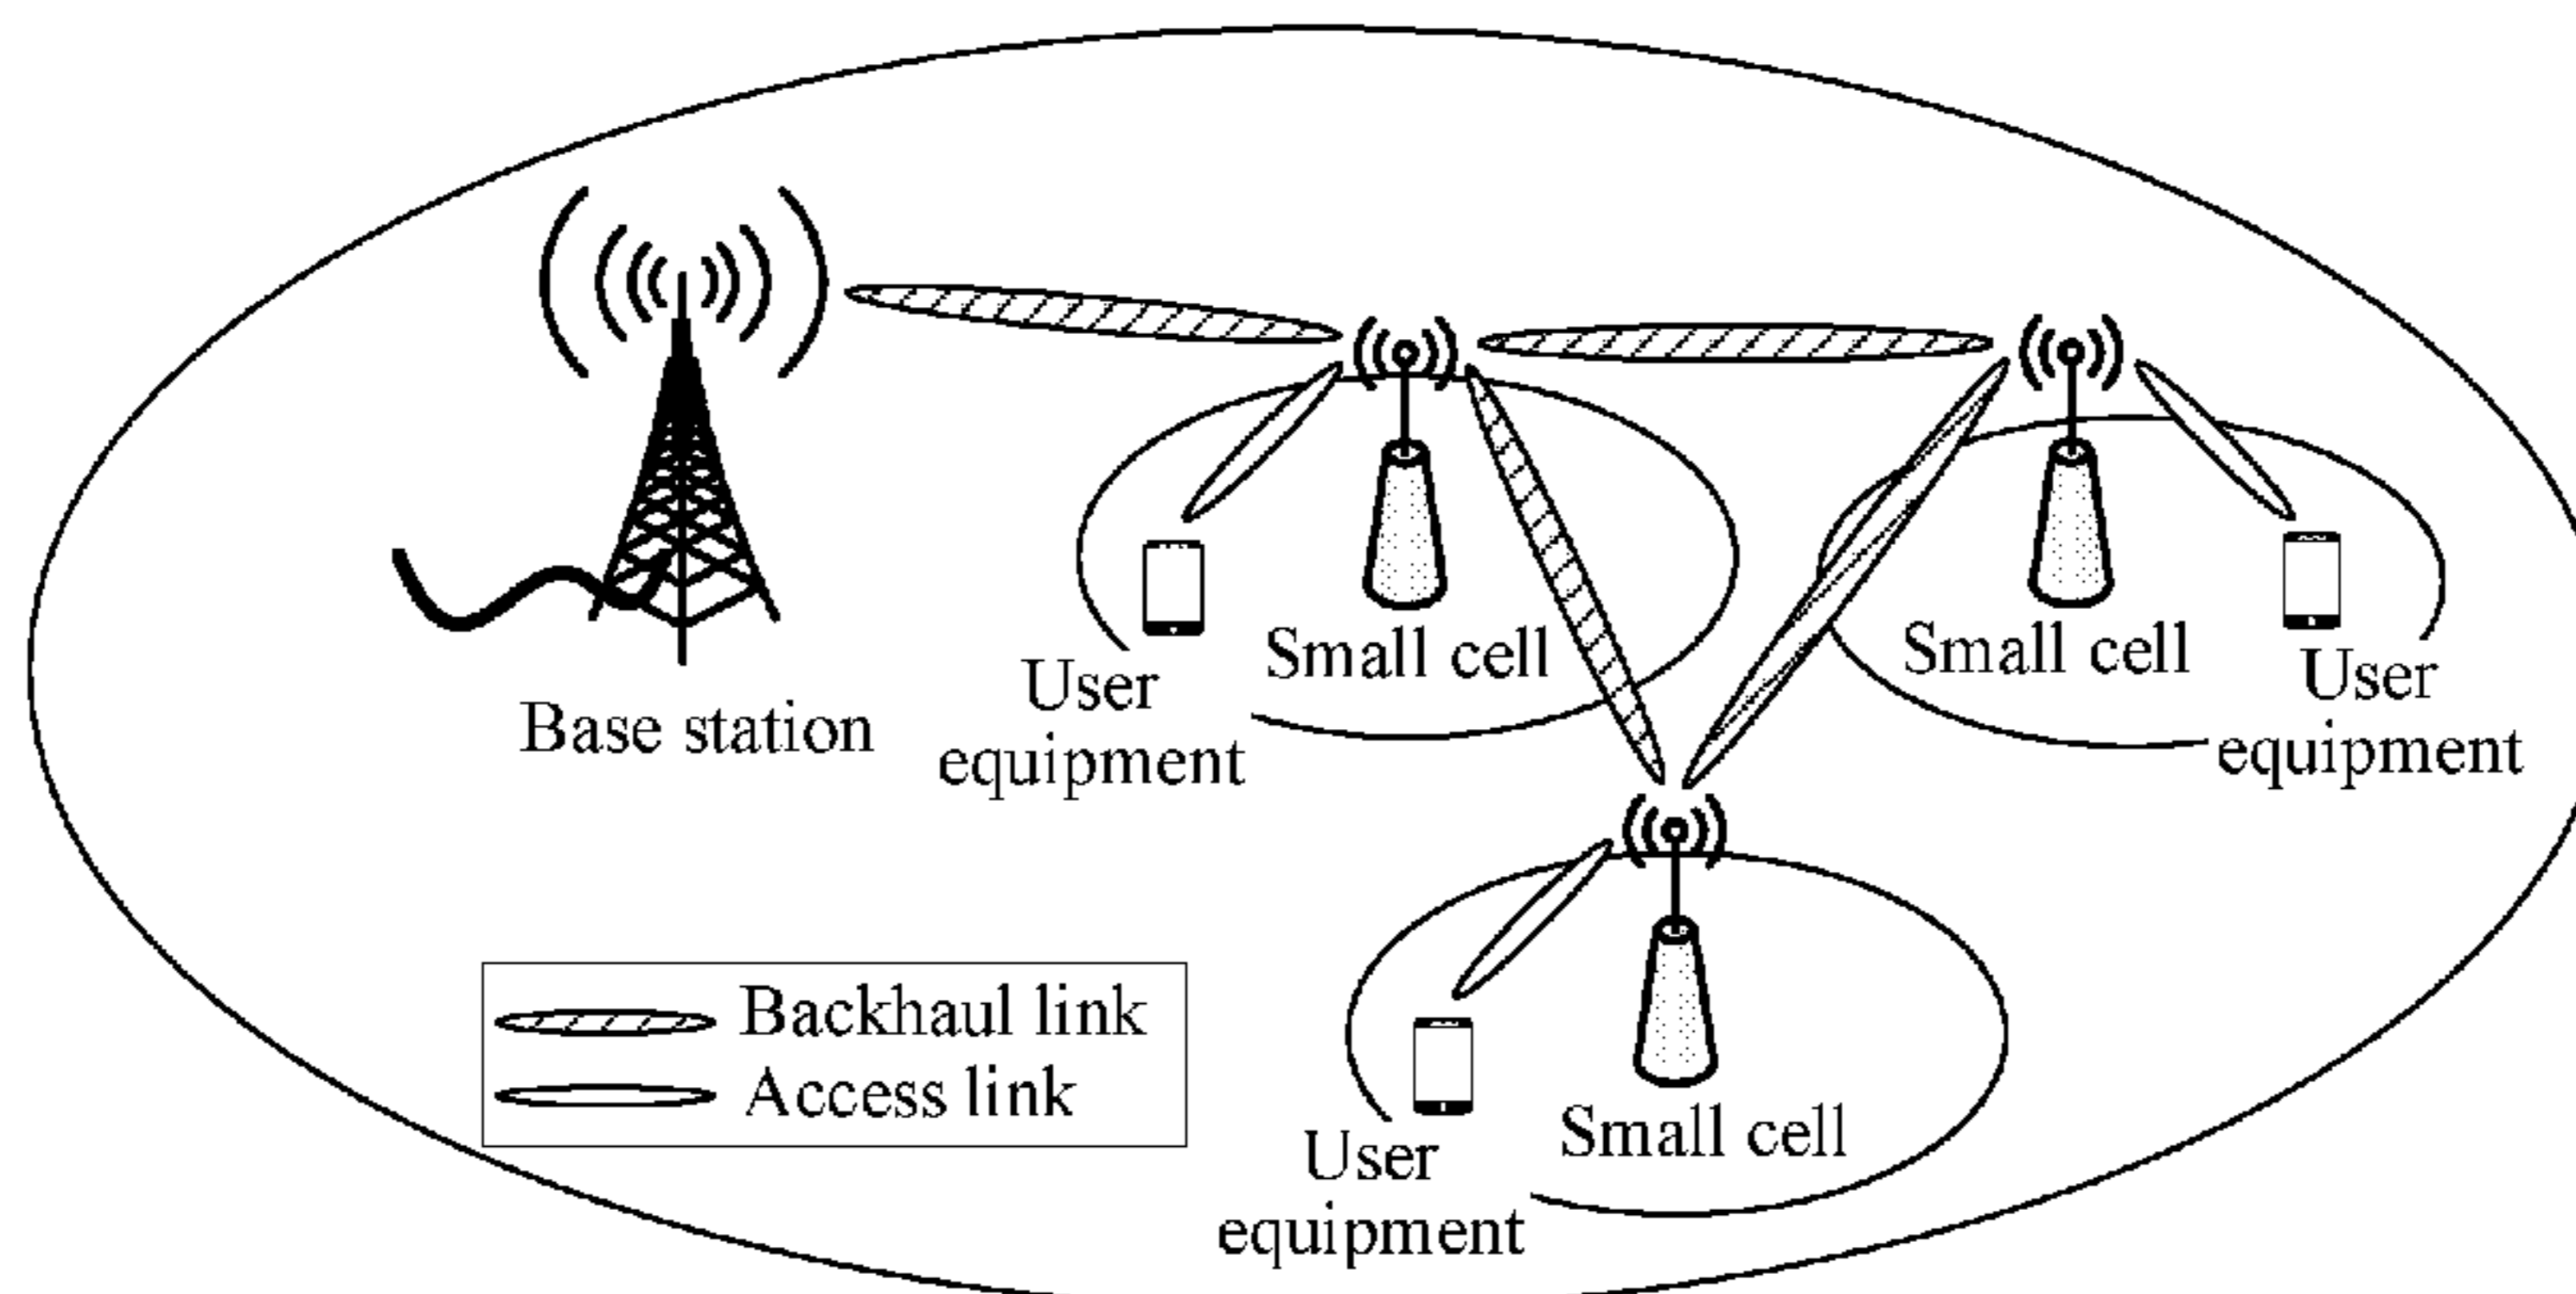 Small cell
Small cell
User
equipment
User
equipment
Base station
Backhaul link
Access link
Small cell
User
equipment